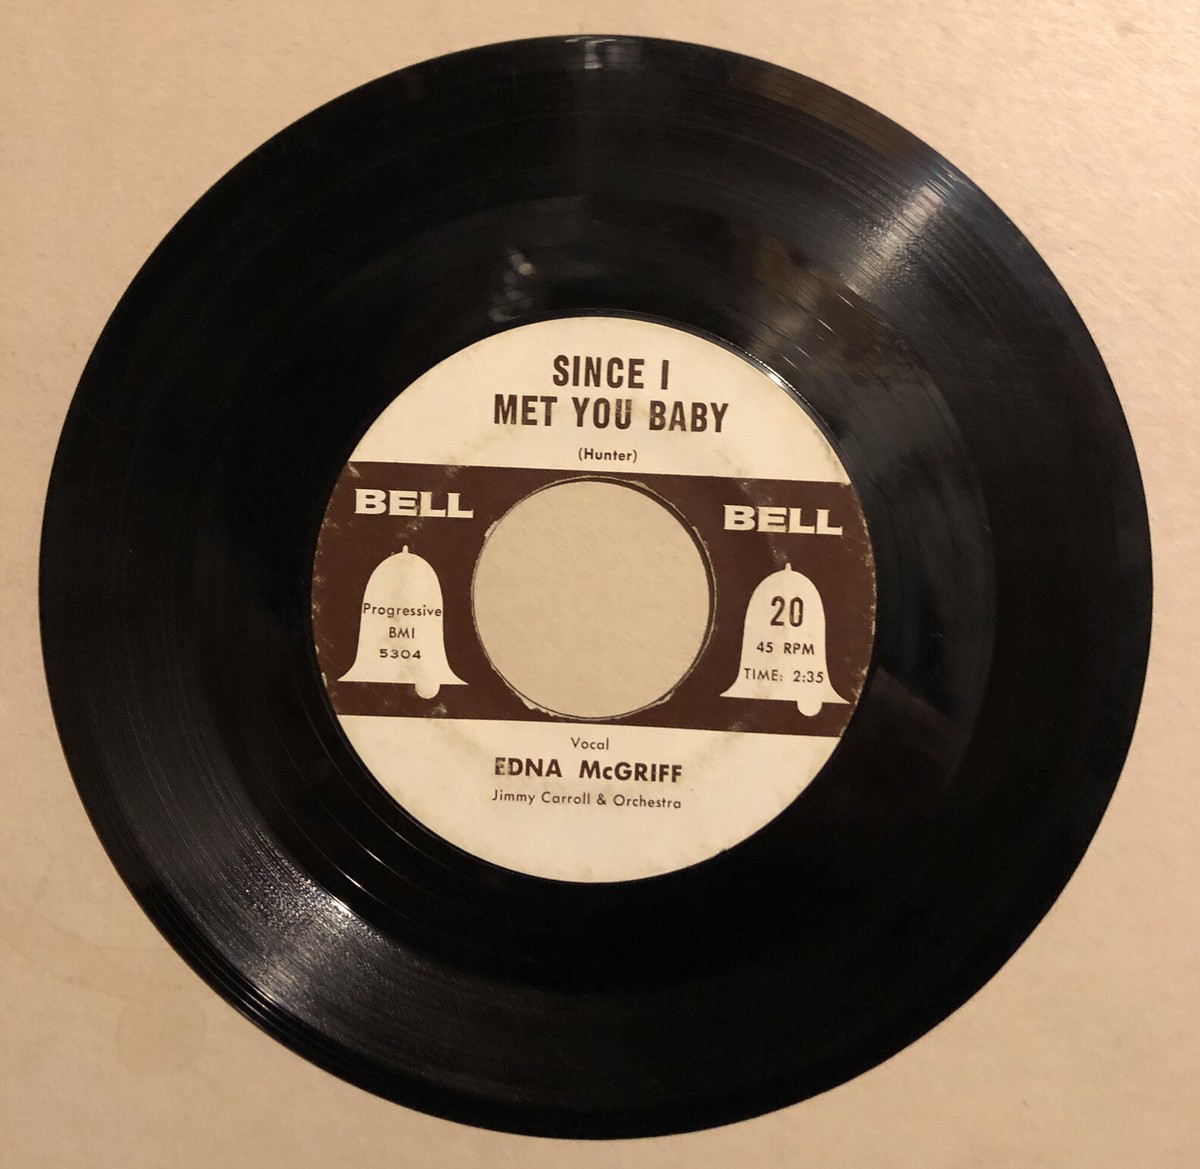 SINCE I
MET YOU BABY
(Hunter)
BELL
BELL
Progressive
BMI
5304
20
45 RPM
TIME: 2:35
Vocal
EDNA McGRIFF
Jimmy Carroll & Orchestra